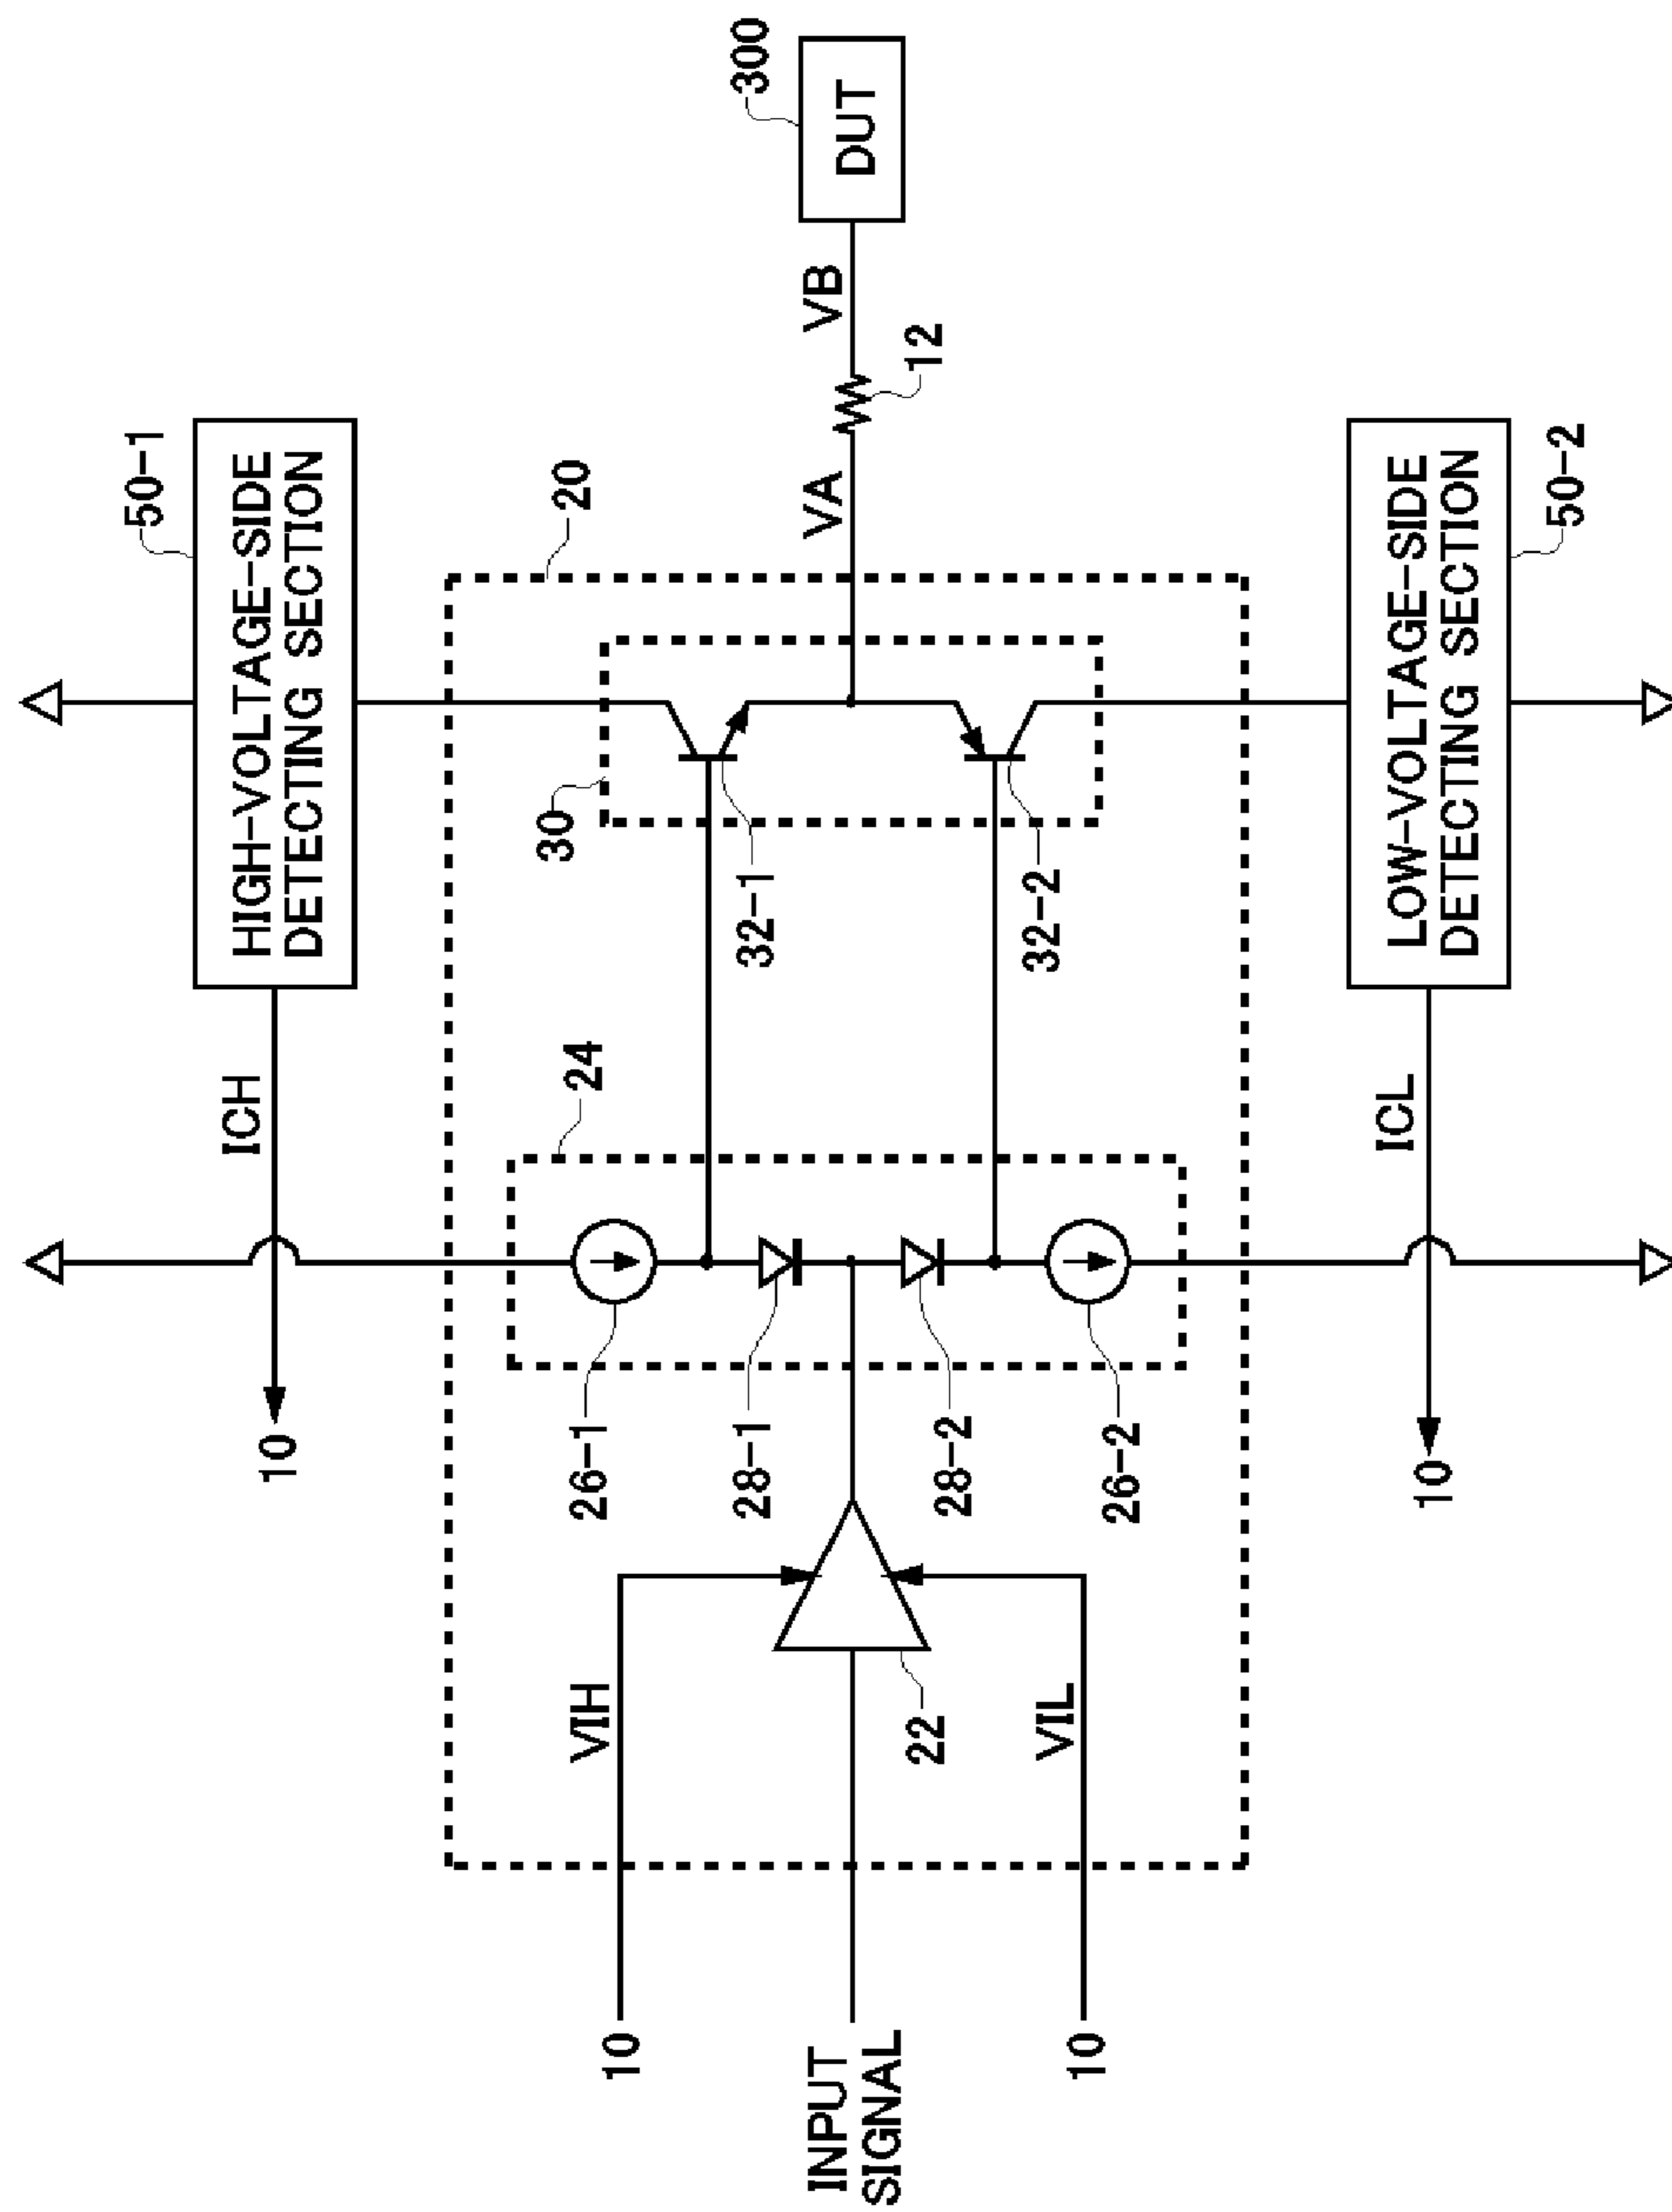 50-1
HIGH-VOLTAGE-SIDE
DETECTING SECTION
ICH
10
20
24
30
26-1
32-1
28-1
28-2
32-2
26-2
VIH
10
INPUT
SIGNAL
22
VIL
10
VA
12
VB
300
DUT
ICL
10
LOW-VOLTAGE-SIDE
DETECTING SECTION
50-2